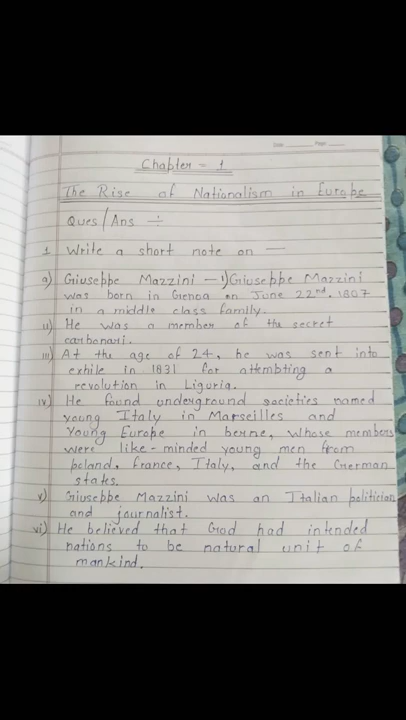 Date Page
Chapter = 1
The Rise of Nationalism in Europe
Ques/Ans ÷
1 Write a short note on —
a) Giuseppe Mazzini — i) Giuseppe Mazzini
was born in Genoa on June 22nd, 1807
in a middle class family.
ii) He was a member of the secret
carbonari.
iii) At the age of 24, he was sent into
exhile in 1831 for attempting a
revolution in Liguria.
iv) He found underground societies named
young Italy in Marseilles and
Young Europe in berne, whose members
were like-minded young men from
poland, france, Italy, and the German
states.
v) Giuseppe Mazzini was an Italian politician
and journalist.
vi) He believed that God had intended
nations to be natural unit of
mankind.